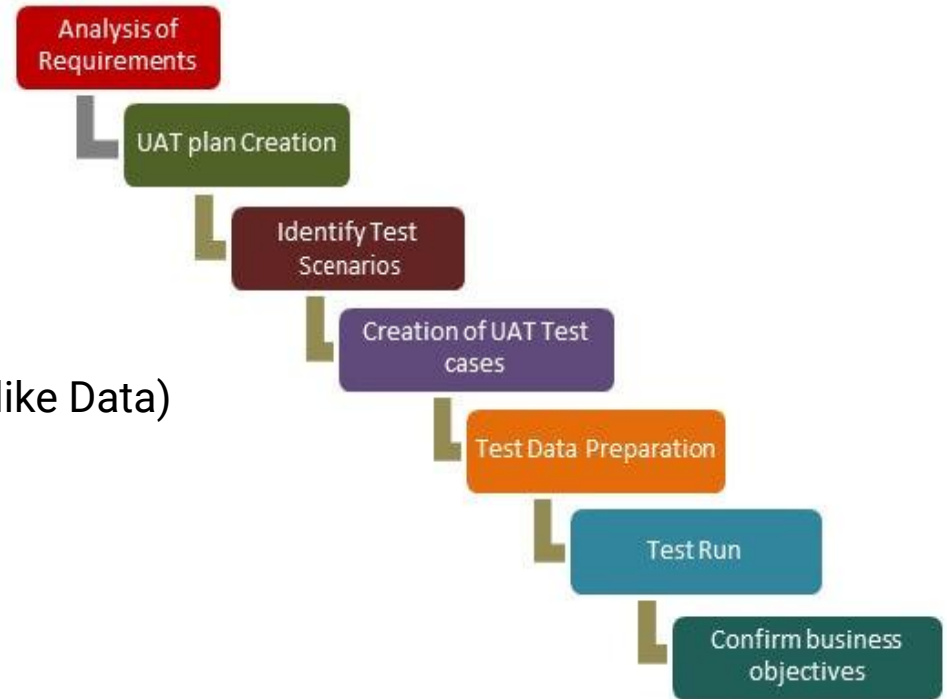 Analysis of
Requirements
UAT plan Creation
Identify Test
Scenarios
Creation of UAT Test
cases
like Data)
Test Data Preparation
Test Run
Confirm business
objectives